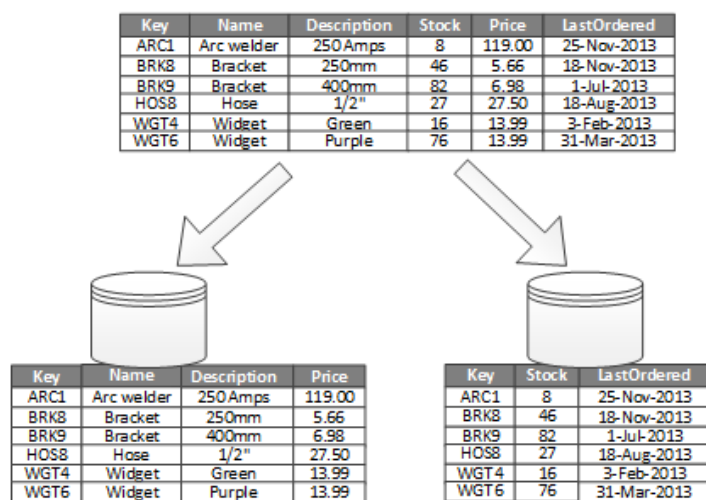 Key Name Description Stock Price LastOrdered
ARC1 Arc welder 250 Amps 8 119.00 25-Nov-2013
BRK8 Bracket 250mm 46 5.66 18-Nov-2013
BRK9 Bracket 400mm 82 6.98 1-Jul-2013
HOS8 Hose 1/2" 27 27.50 18-Aug-2013
WGT4 Widget Green 16 13.99 3-Feb-2013
WGT6 Widget Purple 76 13.99 31-Mar-2013
Key Name Description Price
ARC1 Arc welder 250 Amps 119.00
BRK8 Bracket 250mm 5.66
BRK9 Bracket 400mm 6.98
HOS8 Hose 1/2" 27.50
WGT4 Widget Green 13.99
WGT6 Widget Purple 13.99
Key Stock LastOrdered
ARC1 8 25-Nov-2013
BRK8 46 18-Nov-2013
BRK9 82 1-Jul-2013
HOS8 27 18-Aug-2013
WGT4 16 3-Feb-2013
WGT6 76 31-Mar-2013